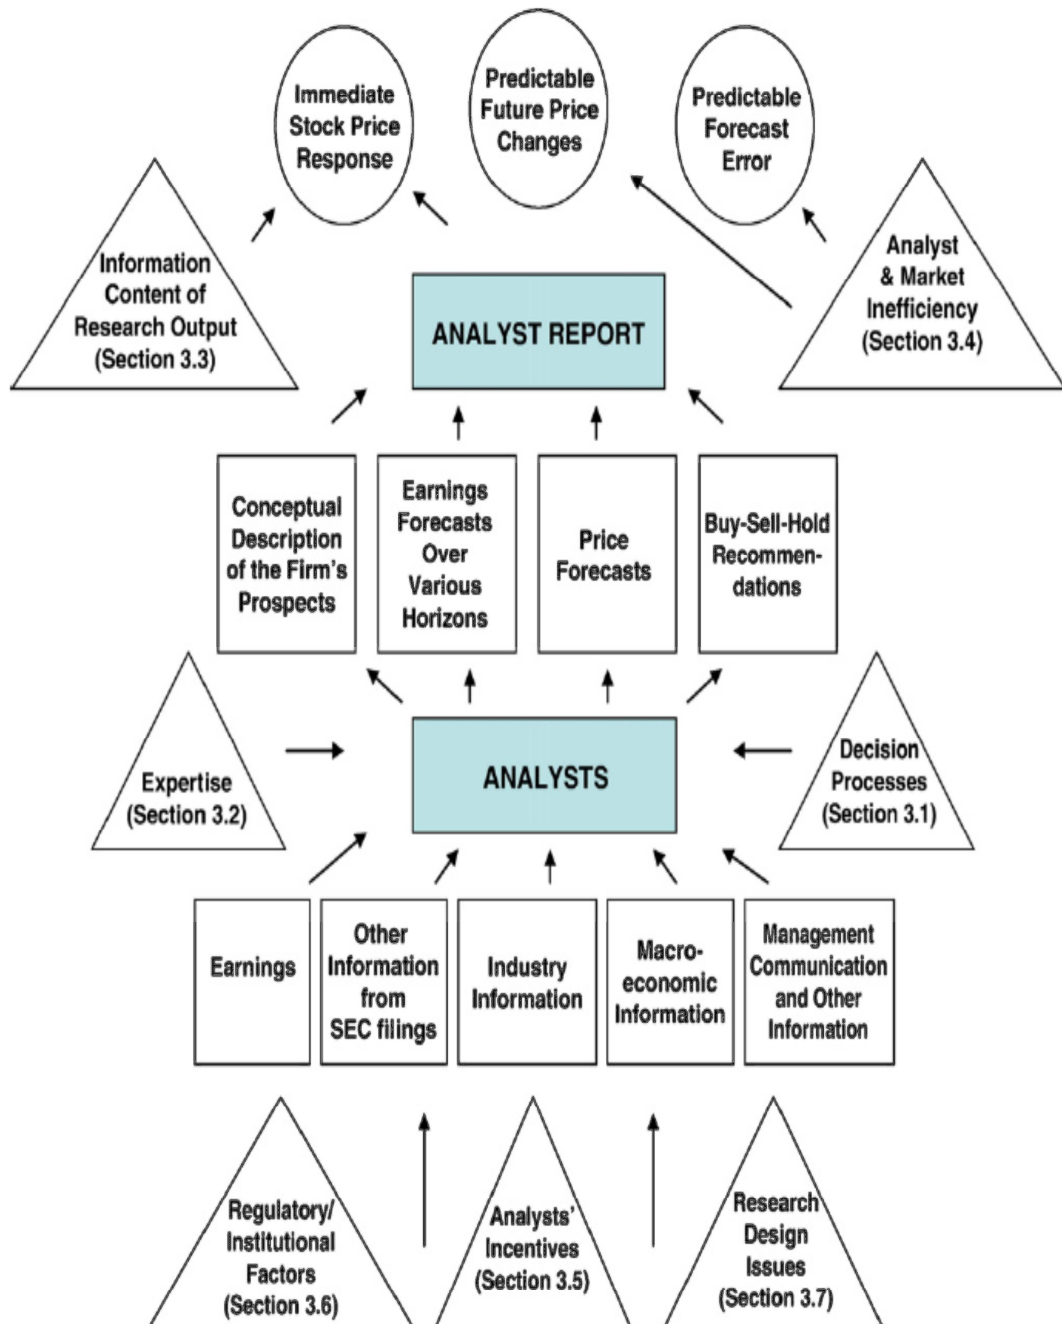 Immediate
Stock Price
Response
Predictable
Future Price
Changes
Predictable
Forecast
Error
Information
Content of
Research Output
(Section 3.3)
ANALYST REPORT
Analyst
& Market
Inefficiency
(Section 3.4)
Conceptual
Description
of the Firm's
Prospects
Earnings
Forecasts
Over
Various
Horizons
Price
Forecasts
Buy-Sell-Hold
Recommen-
dations
Expertise
(Section 3.2)
ANALYSTS
Decision
Processes
(Section 3.1)
Earnings
Other
Information
from
SEC filings
Industry
Information
Macro-
economic
Information
Management
Communication
and Other
Information
Regulatory/
Institutional
Factors
(Section 3.6)
Analysts'
Incentives
(Section 3.5)
Research
Design
Issues
(Section 3.7)